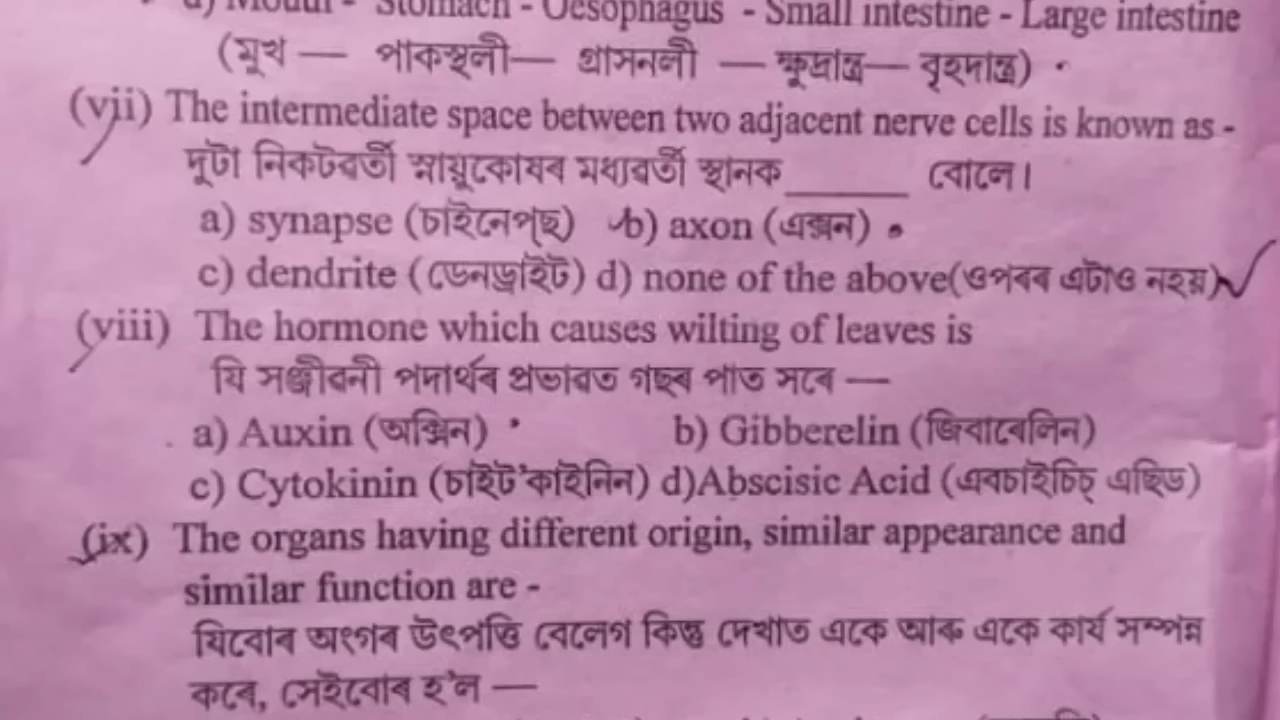 a) Mouth - Stomach - Oesophagus - Small intestine - Large intestine
(মুখ — পাকস্থলী— গ্ৰাসনলী — ক্ষুদ্ৰান্ত্ৰ— বৃহদান্ত্ৰ)
(vii) The intermediate space between two adjacent nerve cells is known as -
দুটা নিকটৱৰ্তী স্নায়ুকোষৰ মধ্যৱৰ্তী স্থানক ______ বোলে।
a) synapse (চাইনেপ্‌ছ) b) axon (এক্সন)
c) dendrite (ডেনড্ৰাইট) d) none of the above(ওপৰৰ এটাও নহয়)
(viii) The hormone which causes wilting of leaves is
যি সঞ্জীৱনী পদাৰ্থৰ প্ৰভাৱত গছৰ পাত সৰে —
a) Auxin (অক্সিন) b) Gibberelin (জিবাৰেলিন)
c) Cytokinin (চাইট'কাইনিন) d)Abscisic Acid (এবচাইচিচ্ এছিড)
(ix) The organs having different origin, similar appearance and
similar function are -
যিবোৰ অংগৰ উৎপত্তি বেলেগ কিন্তু দেখাত একে আৰু একে কাৰ্য সম্পন্ন
কৰে, সেইবোৰ হ'ল —